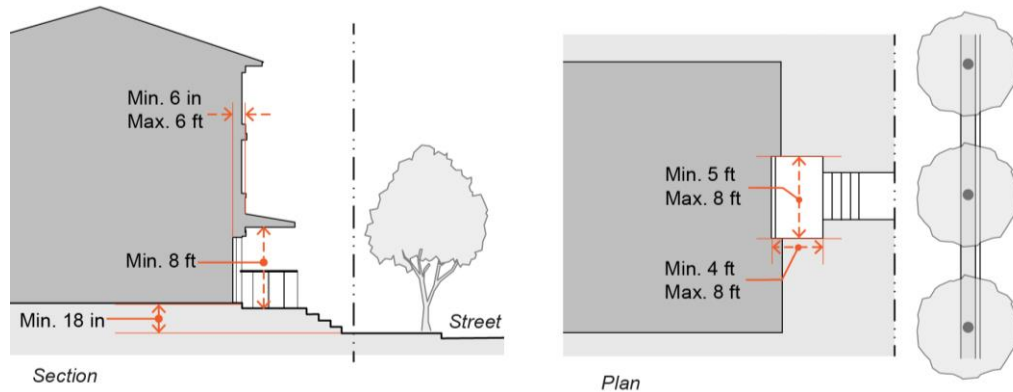 Min. 6 in
Max. 6 ft
Min. 8 ft
Min. 18 in
Street
Section
Min. 5 ft
Max. 8 ft
Min. 4 ft
Max. 8 ft
Plan